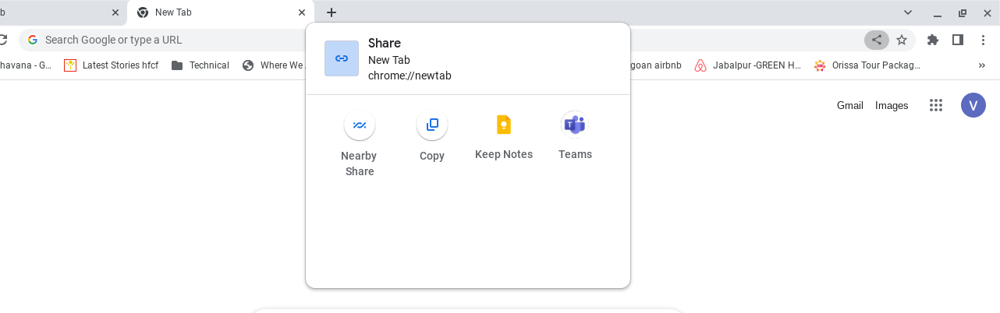 b
New Tab
Search Google or type a URL
havana - G...
Latest Stories hfcf
Technical
Where We
goan airbnb
Jabalpur -GREEN H...
Orissa Tour Packag...
Share
New Tab
chrome://newtab
Nearby
Share
Copy
Keep Notes
Teams
Gmail
Images
V